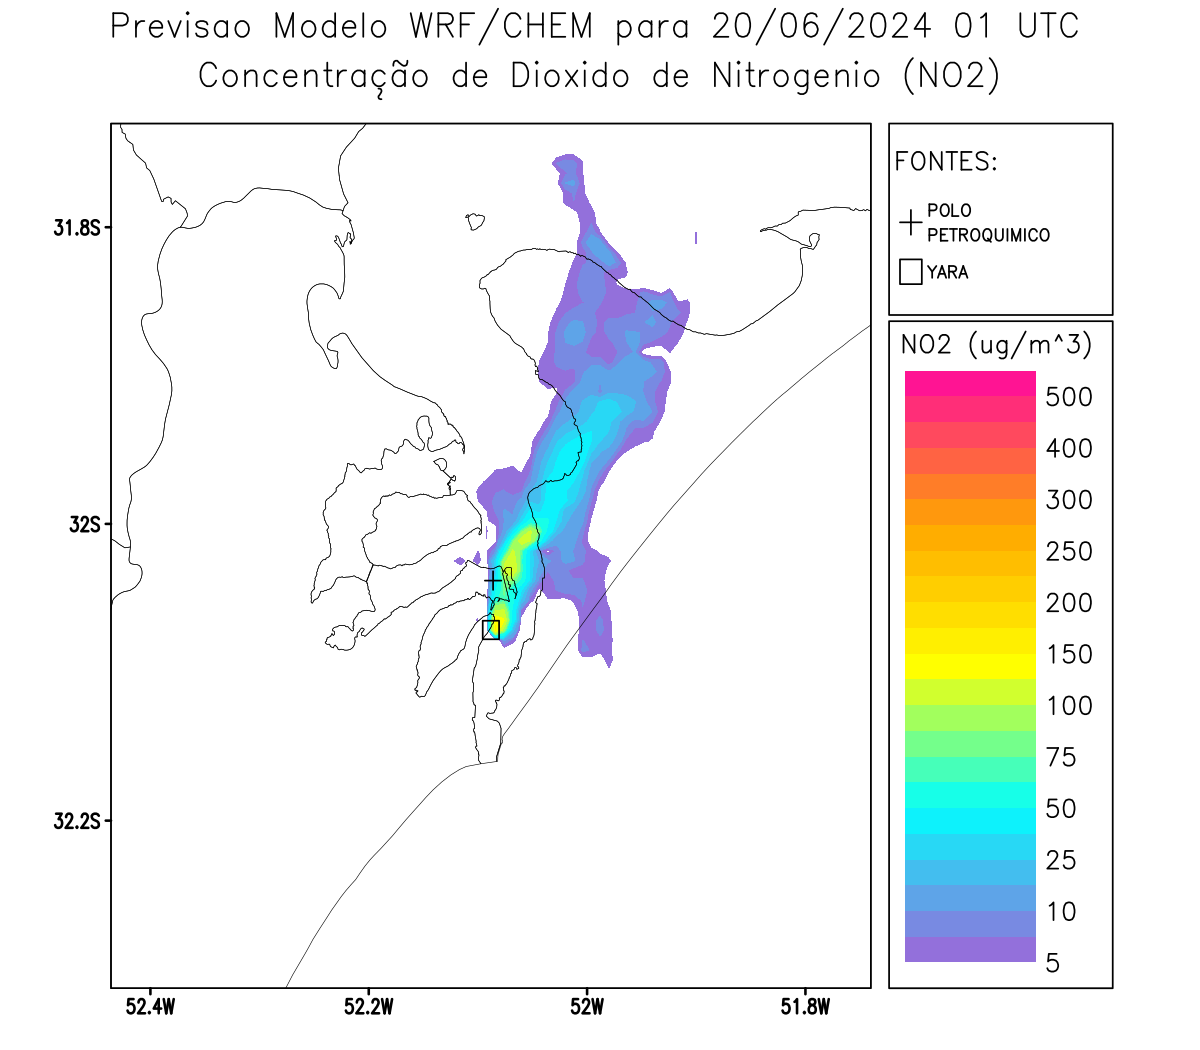 Previsao Modelo WRF/CHEM para 20/06/2024 01 UTC
Concentração de Dioxido de Nitrogenio (NO2)
FONTES:
POLO
PETROQUIMICO
YARA
NO2 (ug/m^3)
500
400
300
250
200
150
100
75
50
25
10
5
31.8S
32S
32.2S
52.4W
52.2W
52W
51.8W